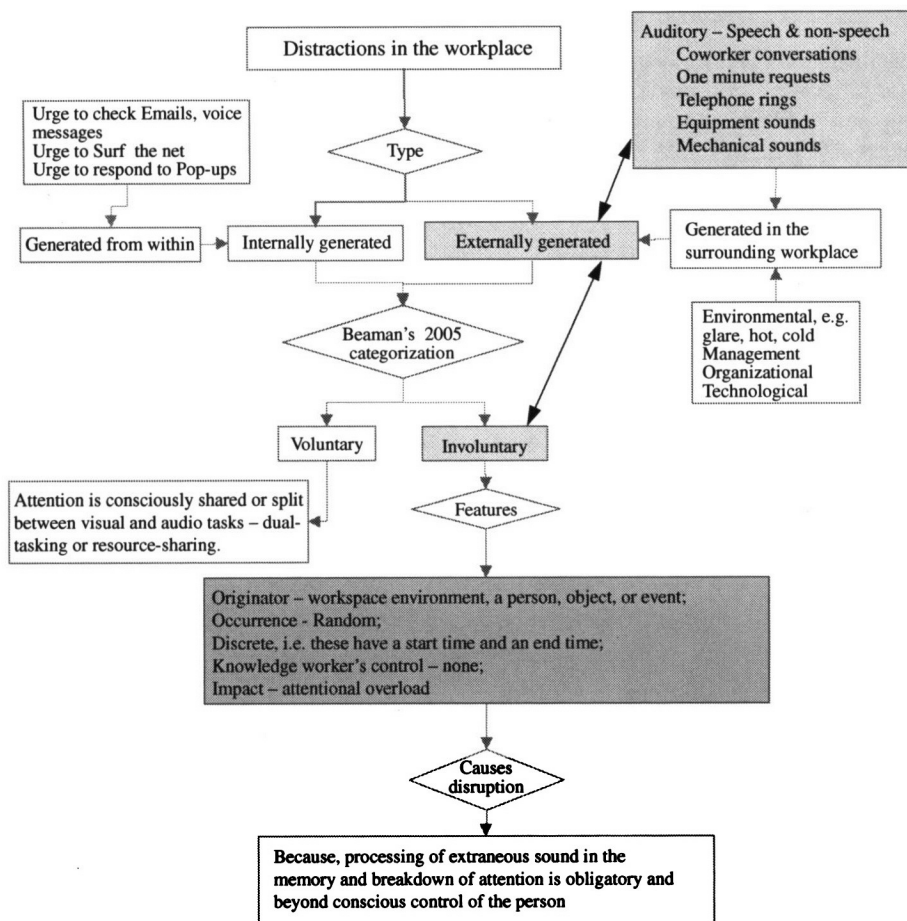 Distractions in the workplace
Auditory – Speech & non-speech
Coworker conversations
One minute requests
Telephone rings
Equipment sounds
Mechanical sounds
Urge to check Emails, voice
messages
Urge to Surf the net
Urge to respond to Pop-ups
Type
Generated from within
Internally generated
Externally generated
Generated in the
surrounding workplace
Environmental, e.g.
glare, hot, cold
Management
Organizational
Technological
Beaman's 2005
categorization
Voluntary
Involuntary
Attention is consciously shared or split
between visual and audio tasks – dual-
tasking or resource-sharing.
Features
Originator – workspace environment, a person, object, or event;
Occurrence - Random;
Discrete, i.e. these have a start time and an end time;
Knowledge worker's control – none;
Impact – attentional overload
Causes
disruption
Because, processing of extraneous sound in the
memory and breakdown of attention is obligatory and
beyond conscious control of the person